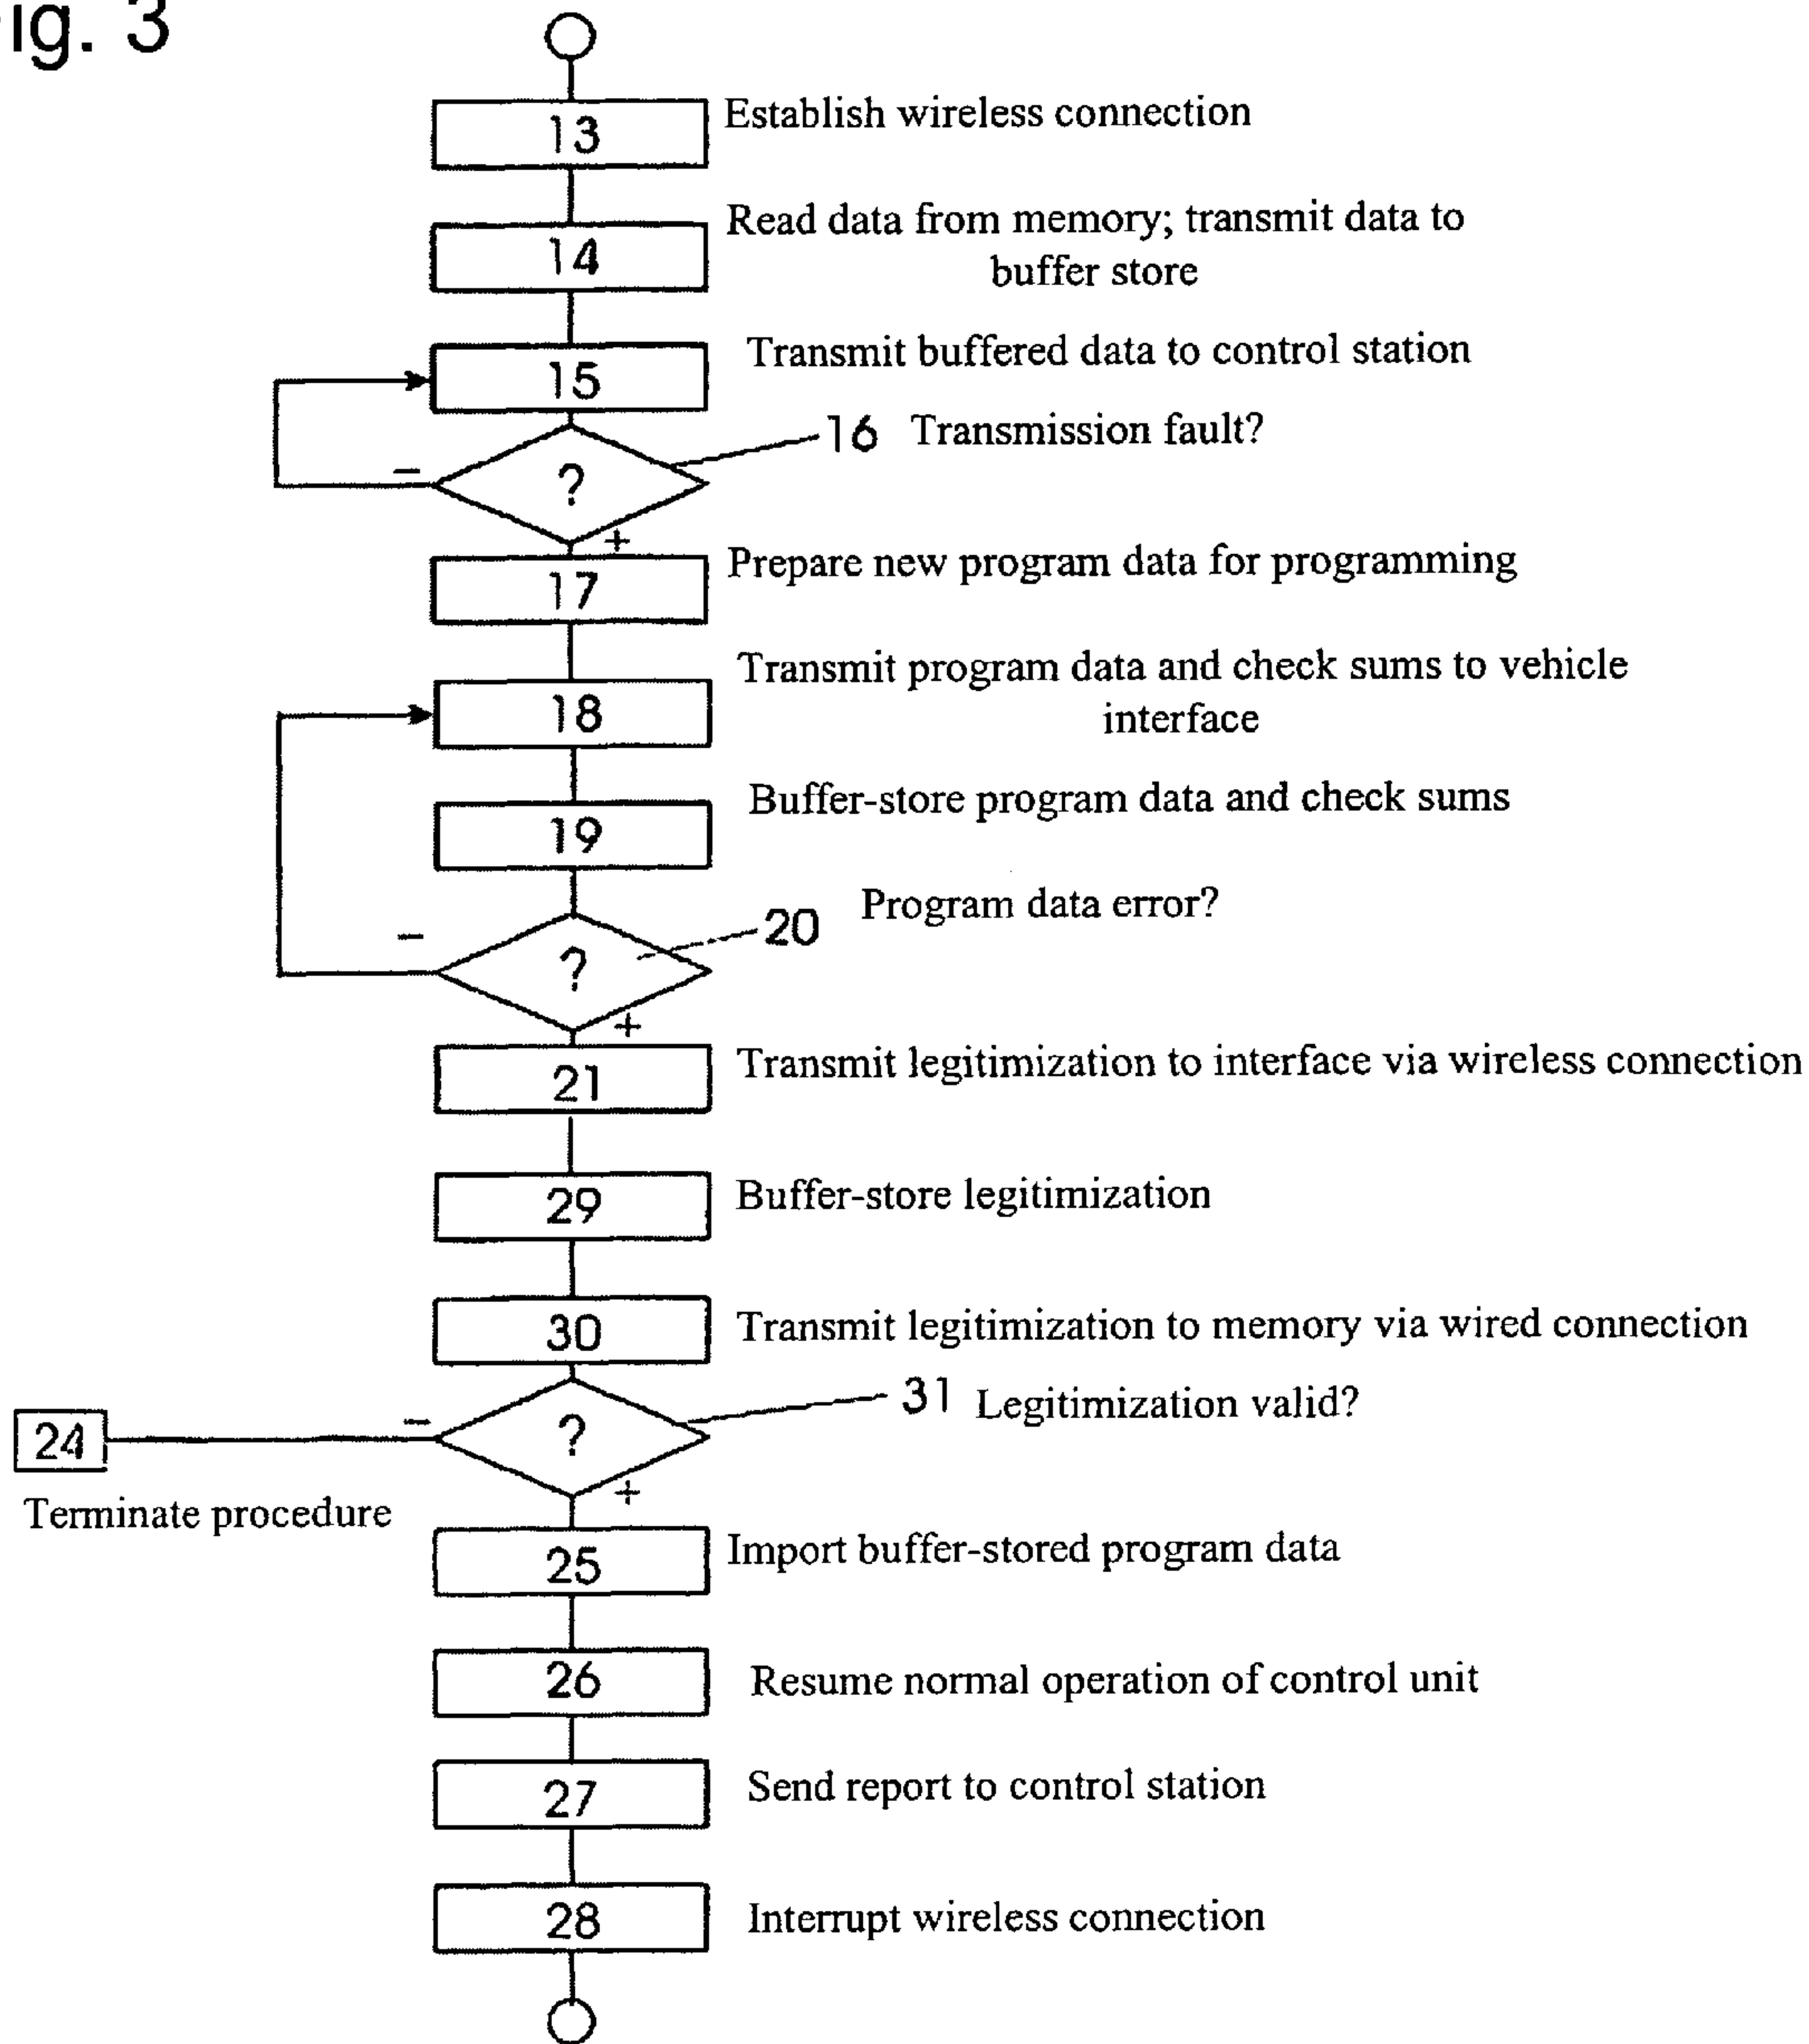 ig. 3
13 Establish wireless connection
14 Read data from memory; transmit data to
buffer store
15 Transmit buffered data to control station
16 Transmission fault?
− ?
+
17 Prepare new program data for programming
18 Transmit program data and check sums to vehicle
interface
19 Buffer-store program data and check sums
20 Program data error?
− ?
+
21 Transmit legitimization to interface via wireless connection
29 Buffer-store legitimization
30 Transmit legitimization to memory via wired connection
31 Legitimization valid?
24 − ?
+
Terminate procedure
25 Import buffer-stored program data
26 Resume normal operation of control unit
27 Send report to control station
28 Interrupt wireless connection